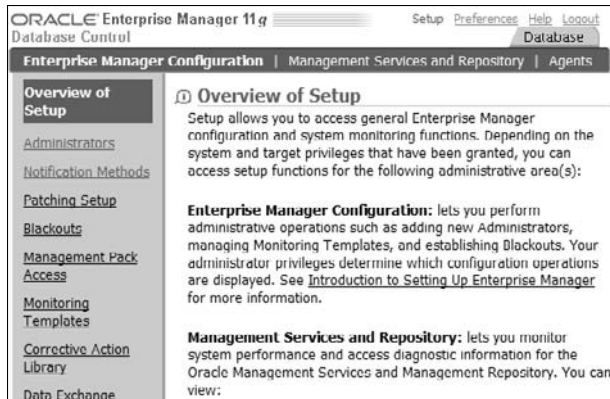 ORACLE Enterprise Manager 11g
Setup Preferences Help Logout
Database Control
Database
Enterprise Manager Configuration | Management Services and Repository | Agents
Overview of
Setup
Administrators
Notification Methods
Patching Setup
Blackouts
Management Pack
Access
Monitoring
Templates
Corrective Action
Library
Data Exchange
Overview of Setup
Setup allows you to access general Enterprise Manager
configuration and system monitoring functions. Depending on the
system and target privileges that have been granted, you can
access setup functions for the following administrative area(s):
Enterprise Manager Configuration: lets you perform
administrative operations such as adding new Administrators,
managing Monitoring Templates, and establishing Blackouts. Your
administrator privileges determine which configuration operations
are displayed. See Introduction to Setting Up Enterprise Manager
for more information.
Management Services and Repository: lets you monitor
system performance and access diagnostic information for the
Oracle Management Services and Management Repository. You can
view: